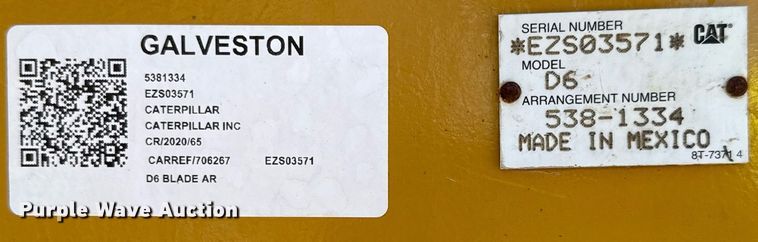 GALVESTON
5381334
EZS03571
CATERPILLAR
CATERPILLAR INC
CR/2020/65
CARREF/706267 EZS03571
D6 BLADE AR
SERIAL NUMBER
*EZS03571*
CAT
MODEL
D6
ARRANGEMENT NUMBER
538-1334
MADE IN MEXICO
8T-7371 4
Purple Wave Auction